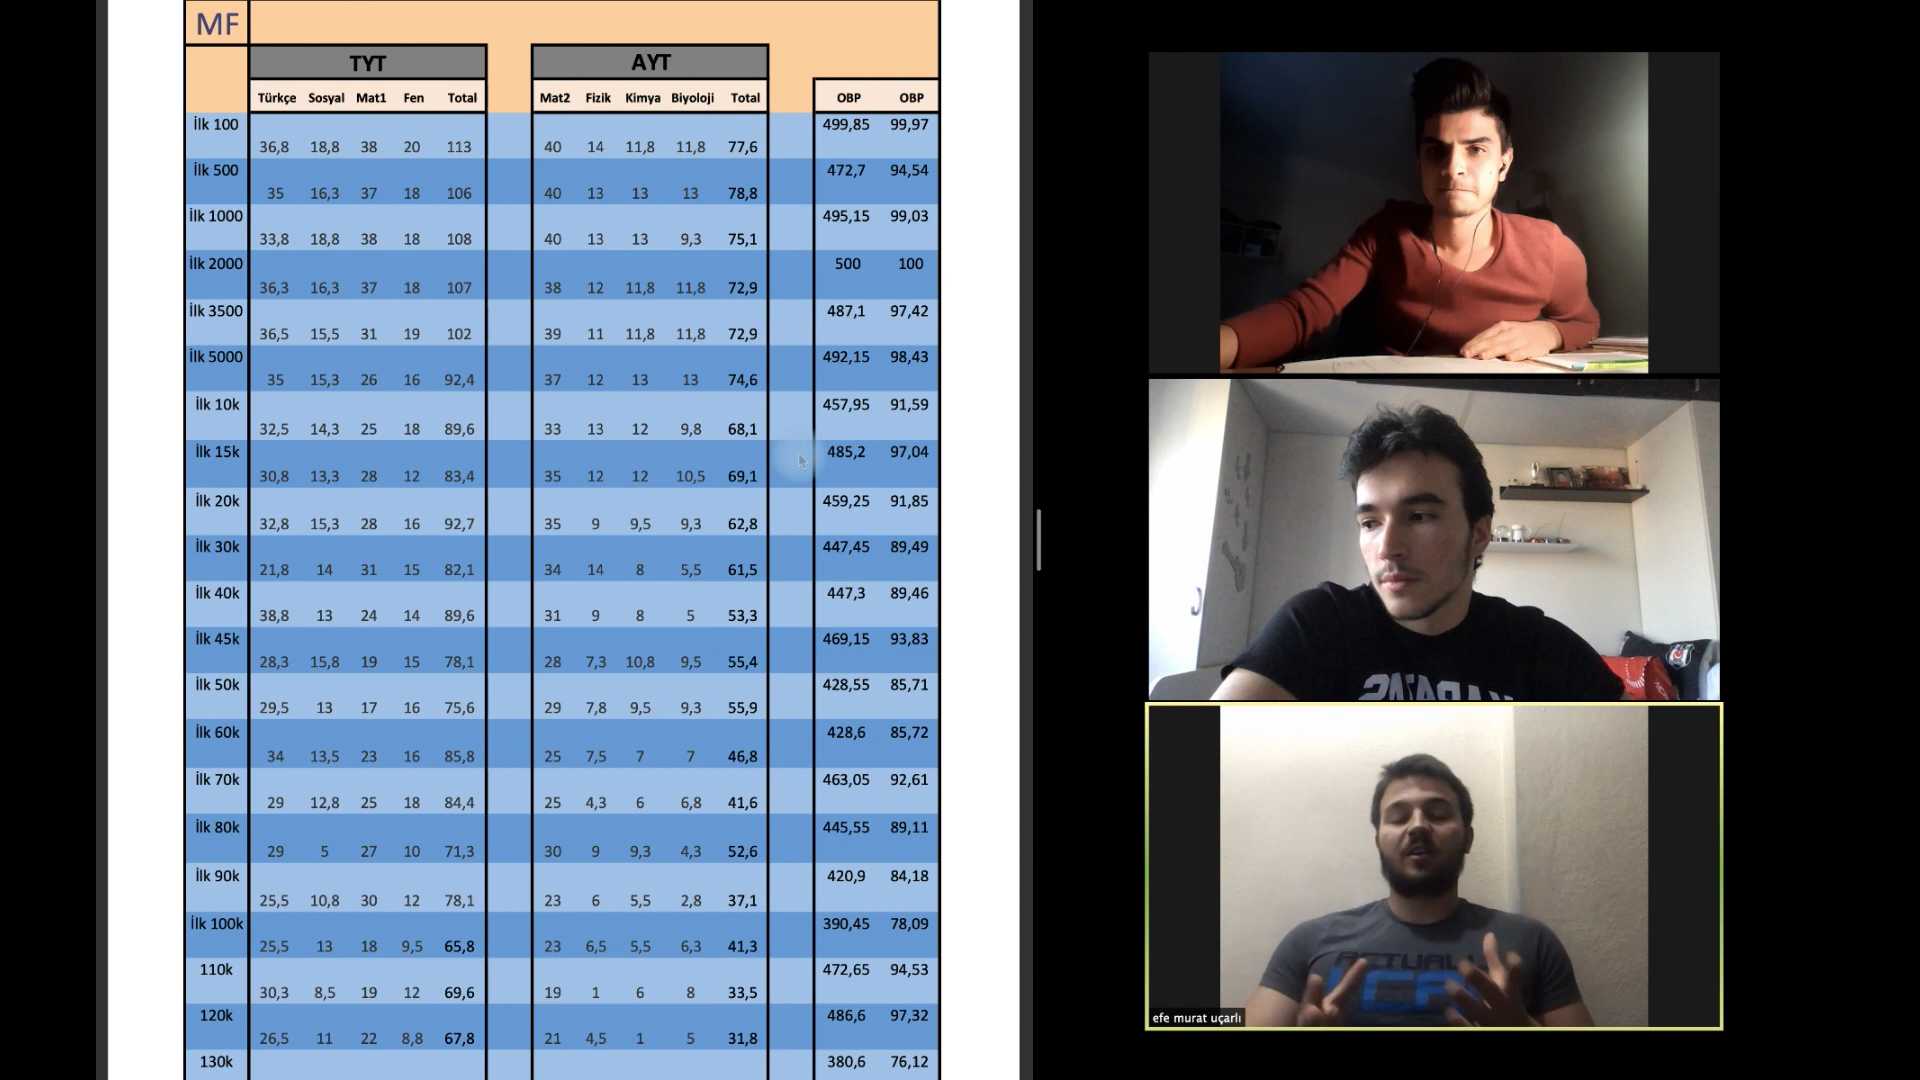 MF
TYT AYT
Türkçe Sosyal Mat1 Fen Total Mat2 Fizik Kimya Biyoloji Total OBP OBP
İlk 100 499,85 99,97
36,8 18,8 38 20 113 40 14 11,8 11,8 77,6
İlk 500 472,7 94,54
35 16,3 37 18 106 40 13 13 13 78,8
İlk 1000 495,15 99,03
33,8 18,8 38 18 108 40 13 13 9,3 75,1
İlk 2000 500 100
36,3 16,3 37 18 107 38 12 11,8 11,8 72,9
İlk 3500 487,1 97,42
36,5 15,5 31 19 102 39 11 11,8 11,8 72,9
İlk 5000 492,15 98,43
35 15,3 26 16 92,4 37 12 13 13 74,6
İlk 10k 457,95 91,59
32,5 14,3 25 18 89,6 33 13 12 9,8 68,1
İlk 15k 485,2 97,04
30,8 13,3 28 12 83,4 35 12 12 10,5 69,1
İlk 20k 459,25 91,85
32,8 15,3 28 16 92,7 35 9 9,5 9,3 62,8
İlk 30k 447,45 89,49
21,8 14 31 15 82,1 34 14 8 5,5 61,5
İlk 40k 447,3 89,46
38,8 13 24 14 89,6 31 9 8 5 53,3
İlk 45k 469,15 93,83
28,3 15,8 19 15 78,1 28 7,3 10,8 9,5 55,4
İlk 50k 428,55 85,71
29,5 13 17 16 75,6 29 7,8 9,5 9,3 55,9
İlk 60k 428,6 85,72
34 13,5 23 16 85,8 25 7,5 7 7 46,8
İlk 70k 463,05 92,61
29 12,8 25 18 84,4 25 4,3 6 6,8 41,6
İlk 80k 445,55 89,11
29 5 27 10 71,3 30 9 9,3 4,3 52,6
İlk 90k 420,9 84,18
25,5 10,8 30 12 78,1 23 6 5,5 2,8 37,1
İlk 100k 390,45 78,09
25,5 13 18 9,5 65,8 23 6,5 5,5 6,3 41,3
110k 472,65 94,53
30,3 8,5 19 12 69,6 19 1 6 8 33,5
120k 486,6 97,32
26,5 11 22 8,8 67,8 21 4,5 1 5 31,8
130k 380,6 76,12
ACTUALL
efe murat uçarlı